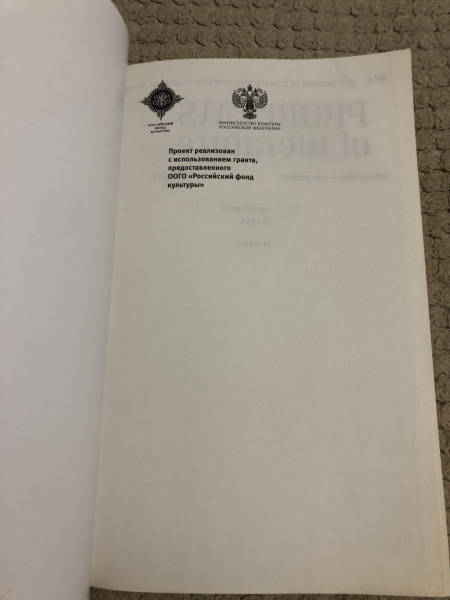 РОССИЙСКИЙ
ФОНД
КУЛЬТУРЫ
МИНИСТЕРСТВО КУЛЬТУРЫ
РОССИЙСКОЙ ФЕДЕРАЦИИ
Проект реализован
с использованием гранта,
предоставленного
ООГО «Российский фонд
культуры»